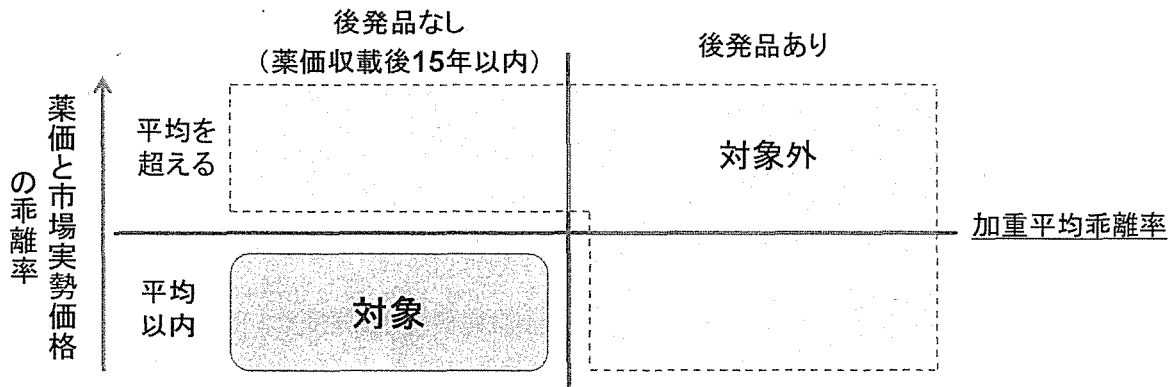 後発品なし
（薬価収載後15年以内）
後発品あり
薬価と市場実勢価格
の乖離率
平均を
超える
対象外
加重平均乖離率
平均
以内
対象